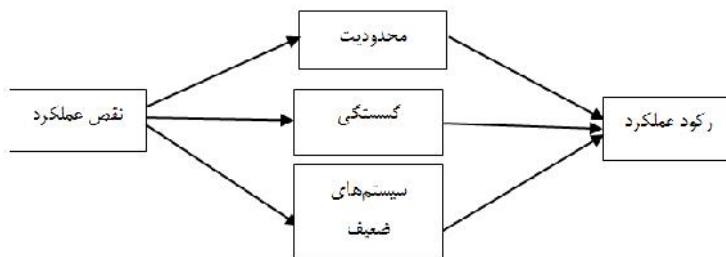 محدودیت
نقص عملکرد
گسستگی
رکود عملکرد
سیستم‌های
ضعیف